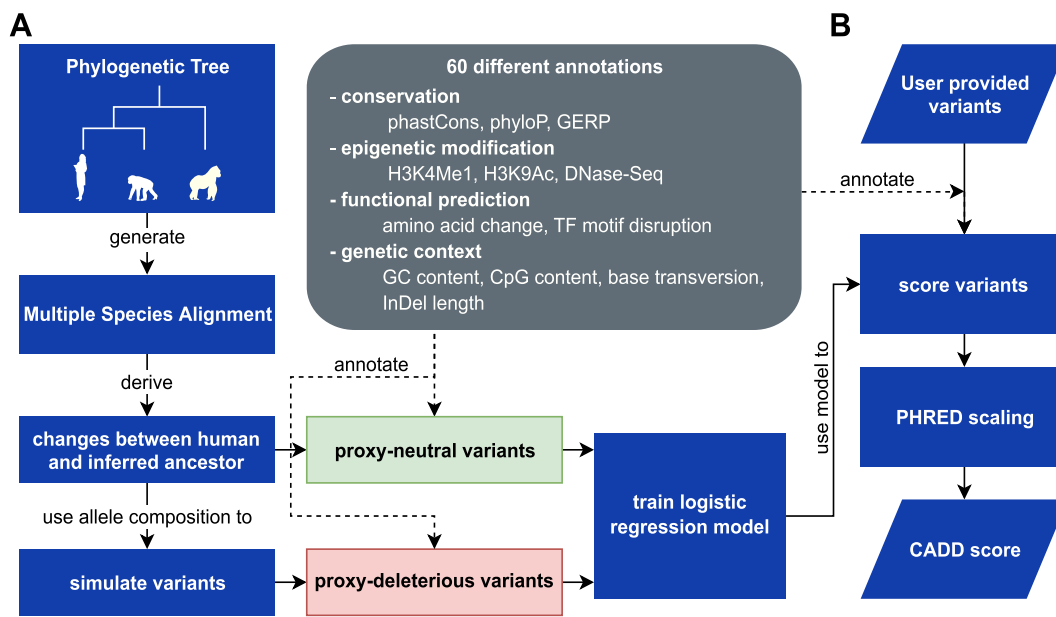 A
Phylogenetic Tree
generate
Multiple Species Alignment
derive
changes between human
and inferred ancestor
use allele composition to
simulate variants
60 different annotations
- conservation
phastCons, phyloP, GERP
- epigenetic modification
H3K4Me1, H3K9Ac, DNase-Seq
- functional prediction
amino acid change, TF motif disruption
- genetic context
GC content, CpG content, base transversion,
InDel length
annotate
proxy-neutral variants
proxy-deleterious variants
train logistic
regression model
use model to
B
User provided
variants
annotate
score variants
PHRED scaling
CADD score